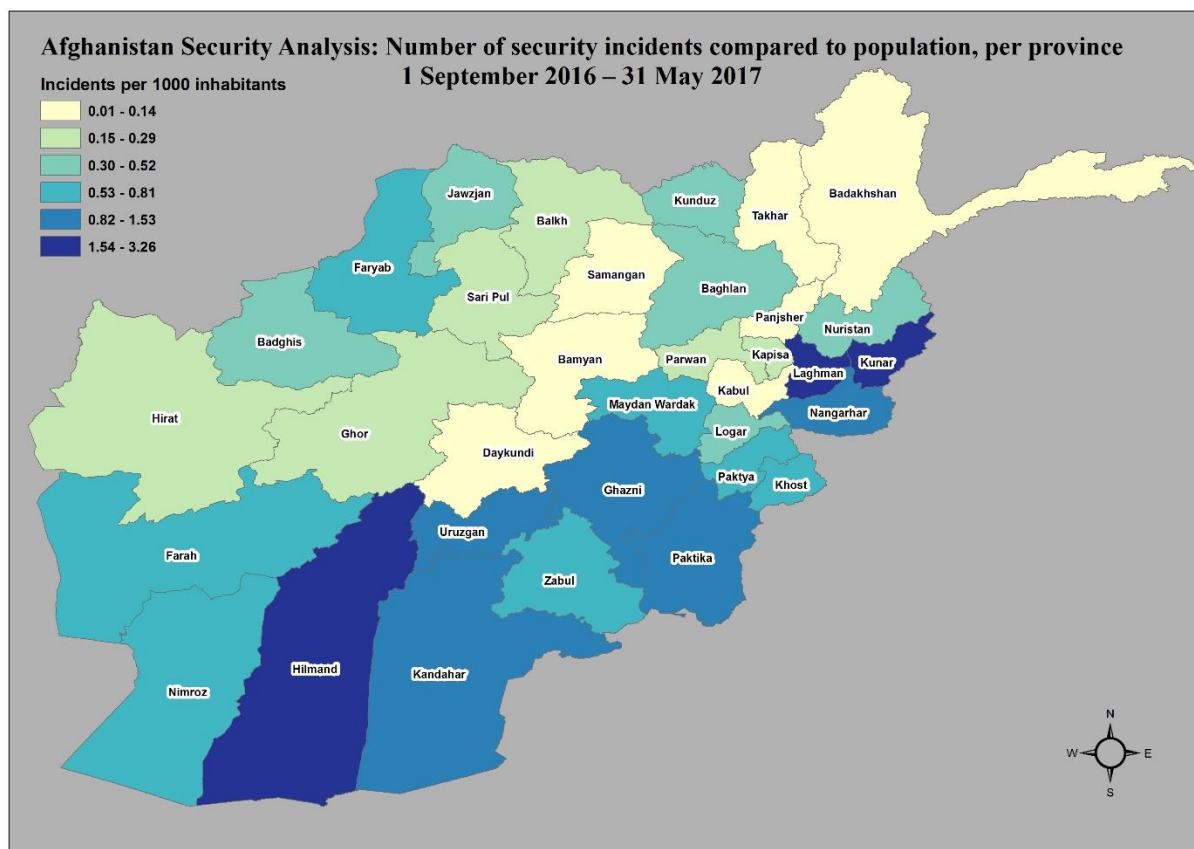 Afghanistan Security Analysis: Number of security incidents compared to population, per province
1 September 2016 – 31 May 2017
Incidents per 1000 inhabitants
0.01 - 0.14
0.15 - 0.29
0.30 - 0.52
0.53 - 0.81
0.82 - 1.53
1.54 - 3.26
Jawzjan
Balkh
Kunduz
Takhar
Badakhshan
Faryab
Samangan
Sari Pul
Baghlan
Panjsher
Nuristan
Badghis
Bamyan
Parwan
Kapisa
Laghman
Kunar
Kabul
Hirat
Maydan Wardak
Nangarhar
Ghor
Logar
Daykundi
Paktya
Khost
Ghazni
Uruzgan
Farah
Zabul
Paktika
Hilmand
Kandahar
Nimroz
N
W
E
S